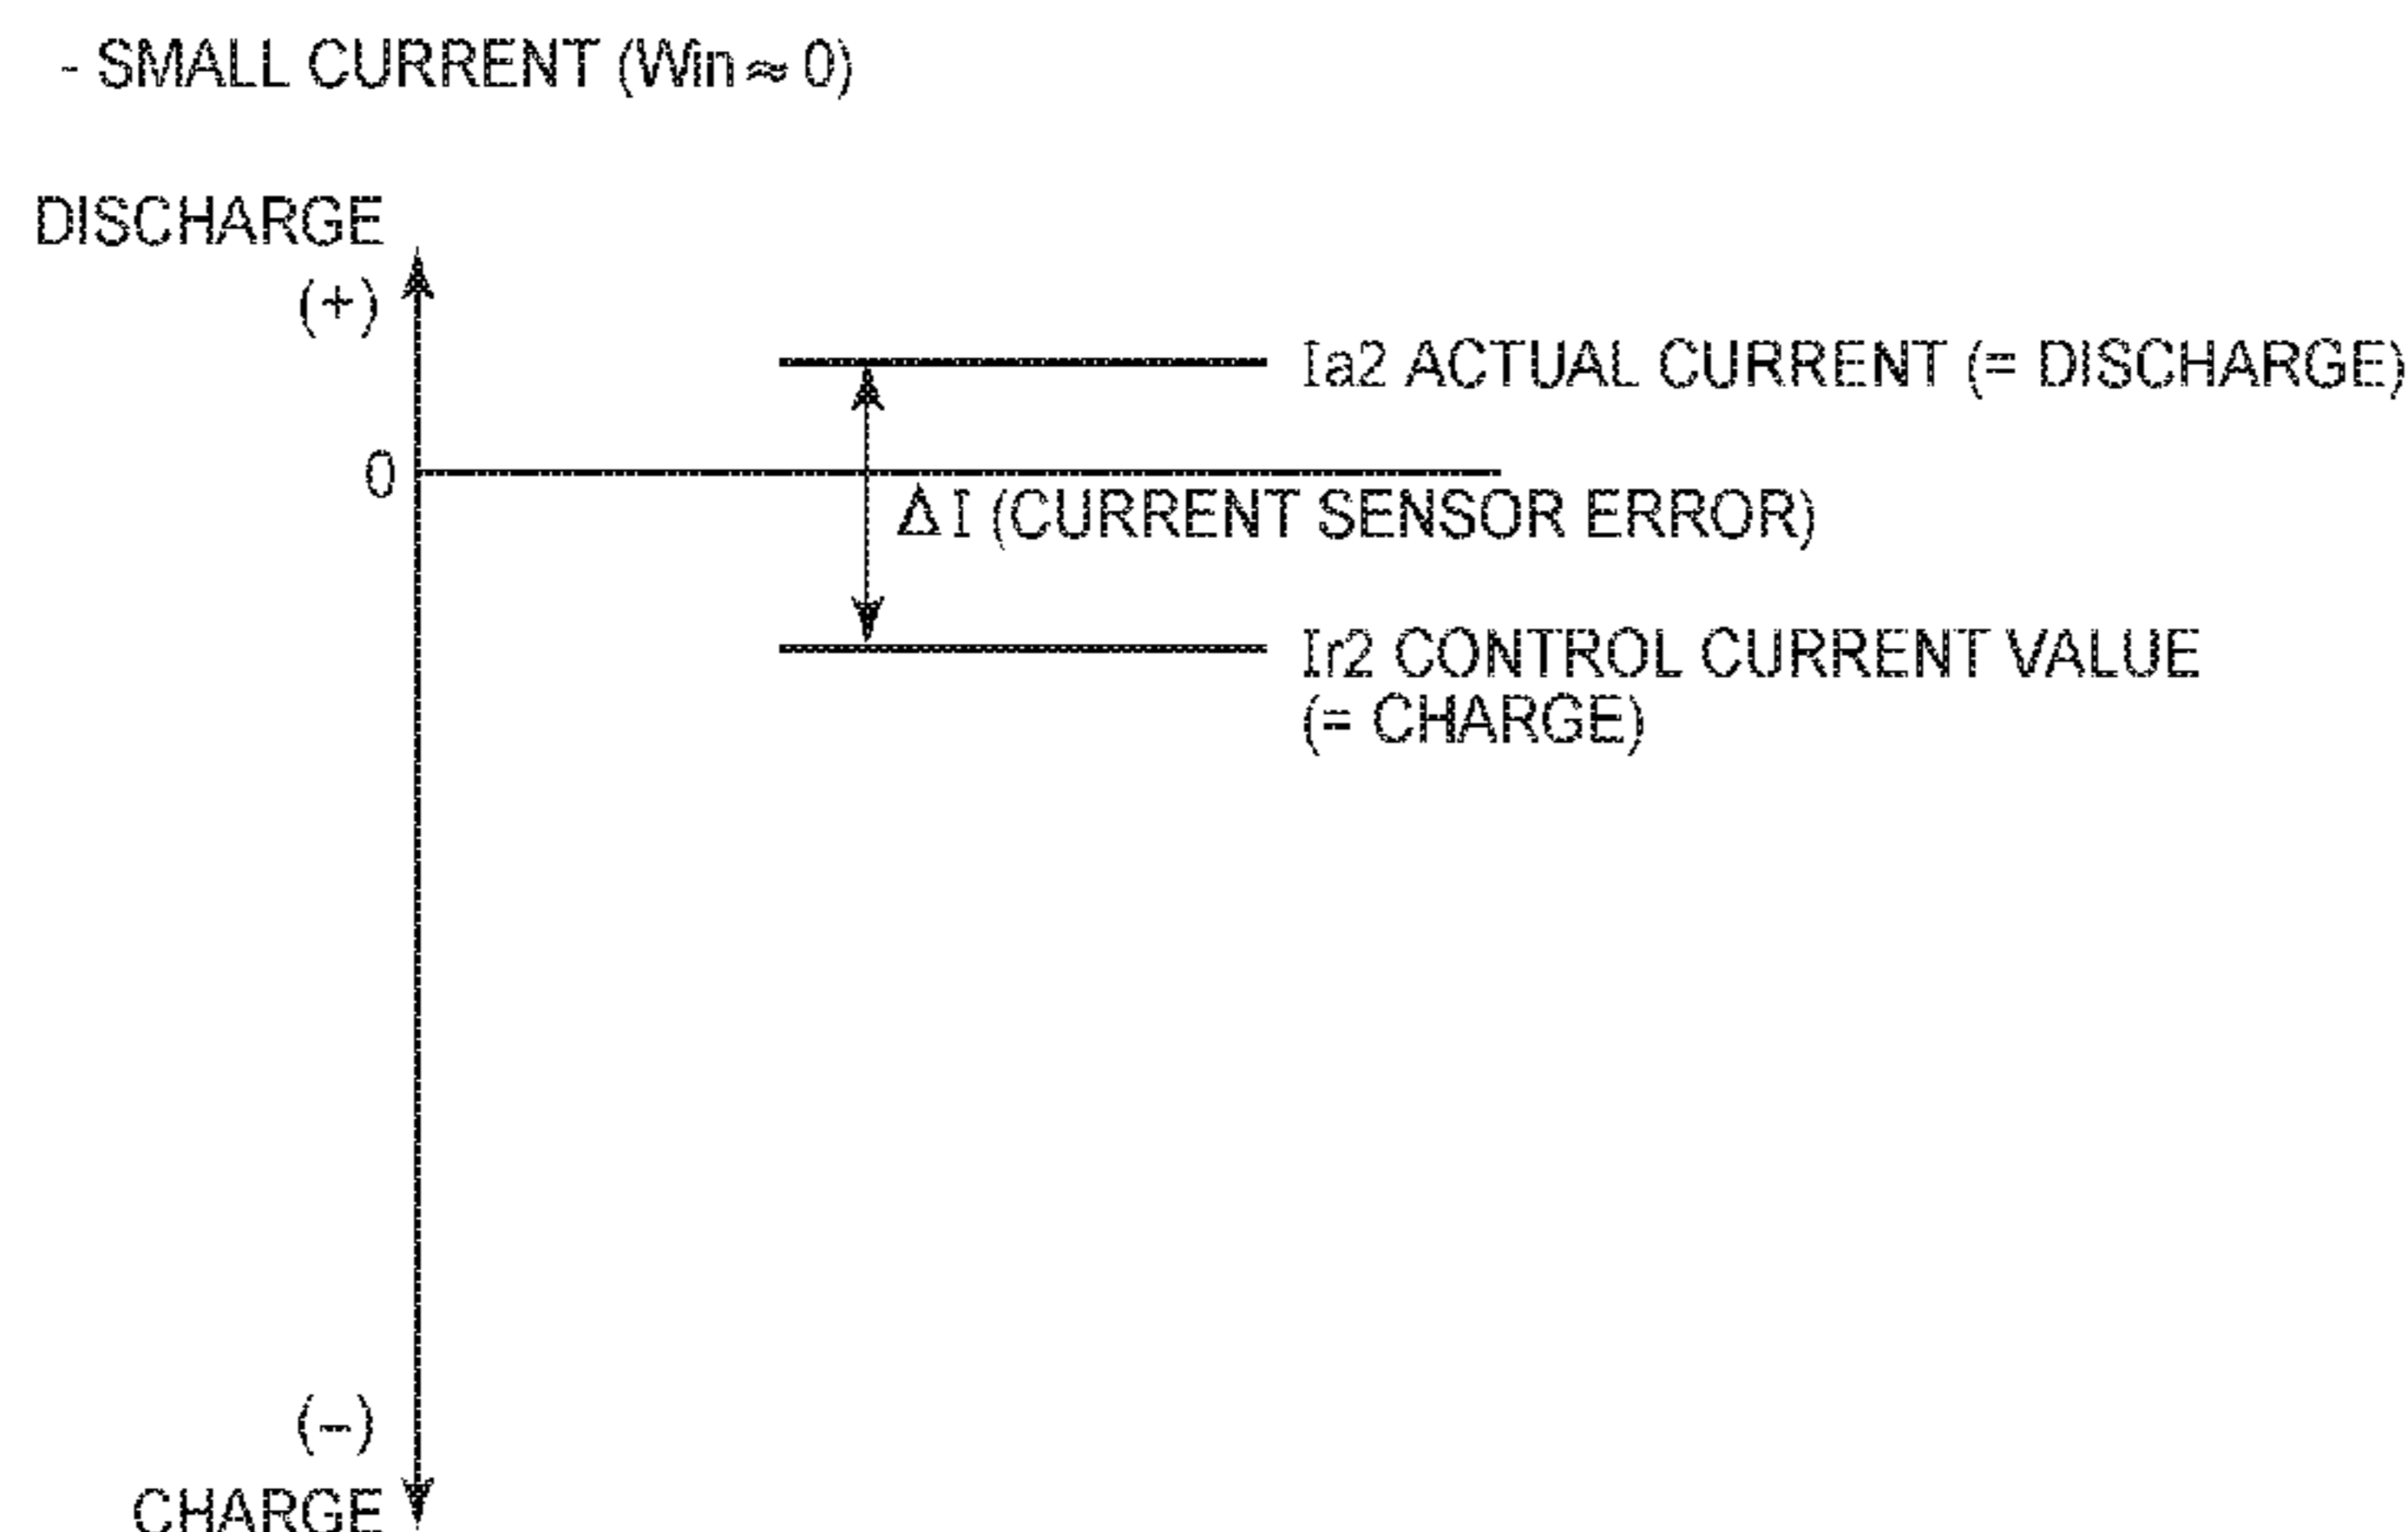 - SMALL CURRENT (Win ≈ 0)
DISCHARGE
(+)
Ia2 ACTUAL CURRENT (= DISCHARGE)
0
ΔI (CURRENT SENSOR ERROR)
Ir2 CONTROL CURRENT VALUE
(= CHARGE)
(−)
CHARGE